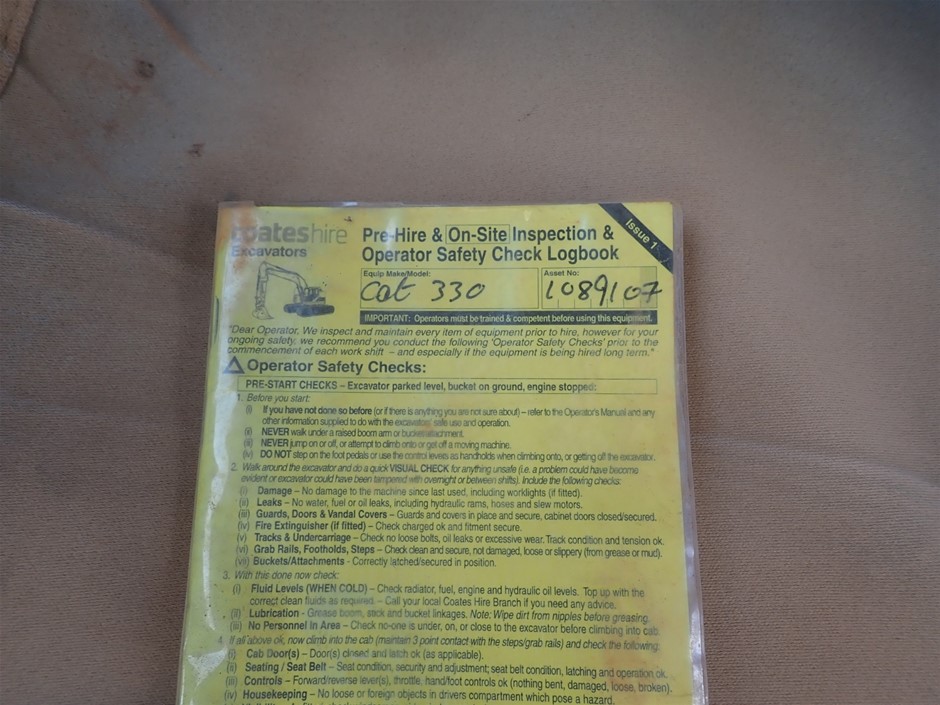 coateshire
Excavators
Issue 1
Pre-Hire & On-Site Inspection &
Operator Safety Check Logbook
Equip Make/Model:
Cat 330
Asset No:
1089107
IMPORTANT: Operators must be trained & competent before using this equipment.
"Dear Operator, We inspect and maintain every item of equipment prior to hire, however for your
ongoing safety, we recommend you conduct the following 'Operator Safety Checks' prior to the
commencement of each work shift – and especially if the equipment is being hired long term."
Operator Safety Checks:
PRE-START CHECKS – Excavator parked level, bucket on ground, engine stopped:
1. Before you start:
(i) If you have not done so before (or if there is anything you are not sure about) – refer to the Operator's Manual and any
other information supplied to do with the excavators' safe use and operation.
(ii) NEVER walk under a raised boom arm or bucket/attachment.
(iii) NEVER jump on or off, or attempt to climb onto or get off a moving machine.
(iv) DO NOT step on the foot pedals or use the control levers as handholds when climbing onto, or getting off the excavator.
2. Walk around the excavator and do a quick VISUAL CHECK for anything unsafe (i.e. a problem could have become
evident or excavator could have been tampered with overnight or between shifts). Include the following checks:
(i) Damage – No damage to the machine since last used, including worklights (if fitted).
(ii) Leaks – No water, fuel or oil leaks, including hydraulic rams, hoses and slew motors.
(iii) Guards, Doors & Vandal Covers – Guards and covers in place and secure, cabinet doors closed/secured.
(iv) Fire Extinguisher (if fitted) – Check charged ok and fitment secure.
(v) Tracks & Undercarriage – Check no loose bolts, oil leaks or excessive wear. Track condition and tension ok.
(vi) Grab Rails, Footholds, Steps – Check clean and secure, not damaged, loose or slippery (from grease or mud).
(vii) Buckets/Attachments - Correctly latched/secured in position.
3. With this done now check:
(i) Fluid Levels (WHEN COLD) – Check radiator, fuel, engine and hydraulic oil levels. Top up with the
correct clean fluids as required – Call your local Coates Hire Branch if you need any advice.
(ii) Lubrication - Grease boom, stick and bucket linkages. Note: Wipe dirt from nipples before greasing.
(iii) No Personnel In Area – Check no-one is under, on, or close to the excavator before climbing into cab.
4. If all above ok, now climb into the cab (maintain 3 point contact with the steps/grab rails) and check the following:
(i) Cab Door(s) – Door(s) closed and latch ok (as applicable).
(ii) Seating / Seat Belt – Seat condition, security and adjustment; seat belt condition, latching and operation ok.
(iii) Controls – Forward/reverse lever(s), throttle, hand/foot controls ok (nothing bent, damaged, loose, broken).
(iv) Housekeeping – No loose or foreign objects in drivers compartment which pose a hazard.